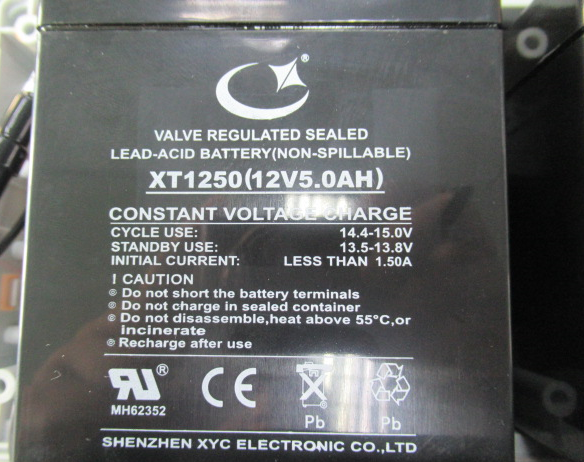 ®
VALVE REGULATED SEALED
LEAD-ACID BATTERY(NON-SPILLABLE)
XT1250(12V5.0AH)
CONSTANT VOLTAGE CHARGE
CYCLE USE: 14.4-15.0V
STANDBY USE: 13.5-13.8V
INITIAL CURRENT: LESS THAN 1.50A
! CAUTION
Do not short the battery terminals
Do not charge in sealed container
Do not disassemble,heat above 55°C,or
incinerate
Recharge after use
RU® CE
MH62352 Pb Pb
SHENZHEN XYC ELECTRONIC CO.,LTD